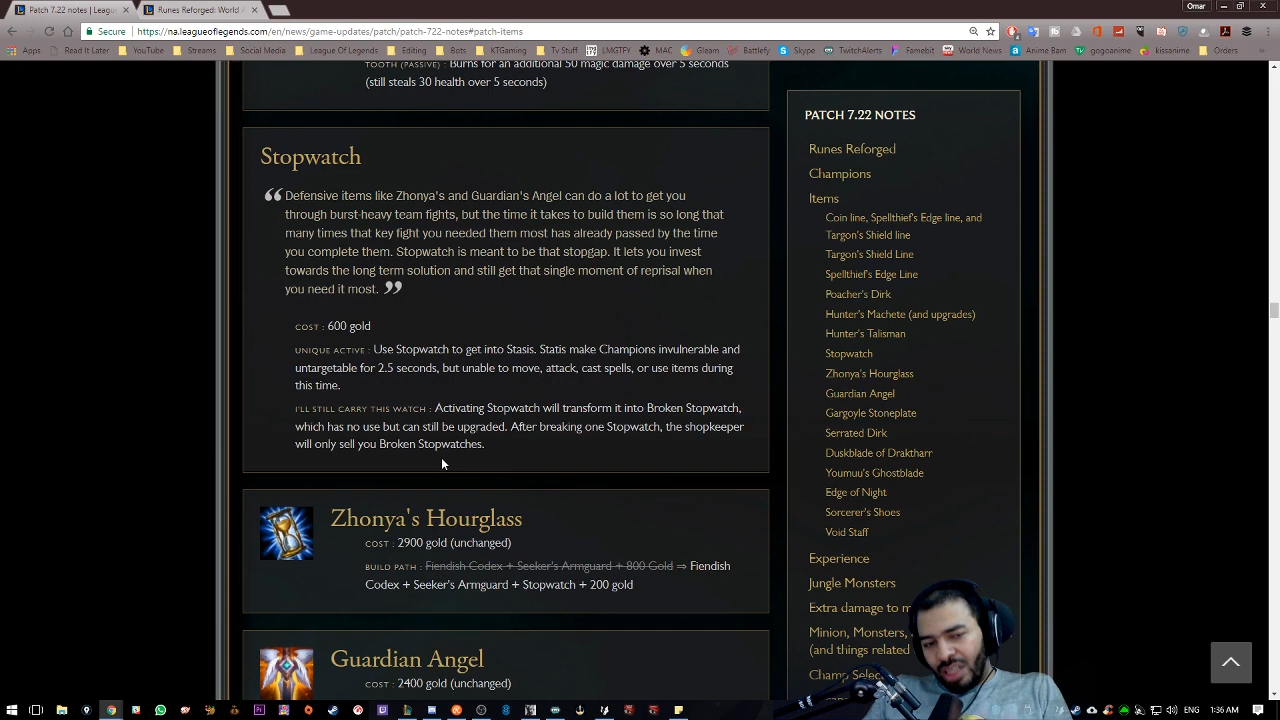 Patch 7.22 notes | Leagu
Runes Reforged: World A
Omar
Secure
https://na.leagueoflegends.com/en/news/game-updates/patch/patch-722-notes#patch-items
Apps
Read It Later
YouTube
Streams
Social Media
League Of Legends
Editing
Bots
KTGaming
Tv Stuff
LMGTFY
MAC
Coinbase
Battlefy
Skype
TwitchAlerts
Famebit
World News
Anime Bam
gogoanime
kissanime
Orders
TOOTH (PASSIVE) : Burns for an additional 50 magic damage over 5 seconds
(still steals 30 health over 5 seconds)
Stopwatch
“ Defensive items like Zhonya's and Guardian's Angel can do a lot to get you
through burst-heavy team fights, but the time it takes to build them is so long that
many times that key fight you needed them most has already passed by the time
you complete them. Stopwatch is meant to be that stopgap. It lets you invest
towards the long term solution and still get that single moment of reprisal when
you need it most. ”
COST : 600 gold
UNIQUE ACTIVE : Use Stopwatch to get into Stasis. Statis make Champions invulnerable and
untargetable for 2.5 seconds, but unable to move, attack, cast spells, or use items during
this time.
I'LL STILL CARRY THIS WATCH : Activating Stopwatch will transform it into Broken Stopwatch,
which has no use but can still be upgraded. After breaking one Stopwatch, the shopkeeper
will only sell you Broken Stopwatches.
Zhonya's Hourglass
COST : 2900 gold (unchanged)
BUILD PATH : Fiendish Codex + Seeker's Armguard + 800 Gold ⇒ Fiendish
Codex + Seeker's Armguard + Stopwatch + 200 gold
Guardian Angel
COST : 2400 gold (unchanged)
PATCH 7.22 NOTES
Runes Reforged
Champions
Items
Coin line, Spellthief's Edge line, and
Targon's Shield line
Targon's Shield Line
Spellthief's Edge Line
Poacher's Dirk
Hunter's Machete (and upgrades)
Hunter's Talisman
Stopwatch
Zhonya's Hourglass
Guardian Angel
Gargoyle Stoneplate
Serrated Dirk
Duskblade of Draktharr
Youmuu's Ghostblade
Edge of Night
Sorcerer's Shoes
Void Staff
Experience
Jungle Monsters
Extra damage to m
Minion, Monsters,
(and things related
Champ Selec
1:36 AM